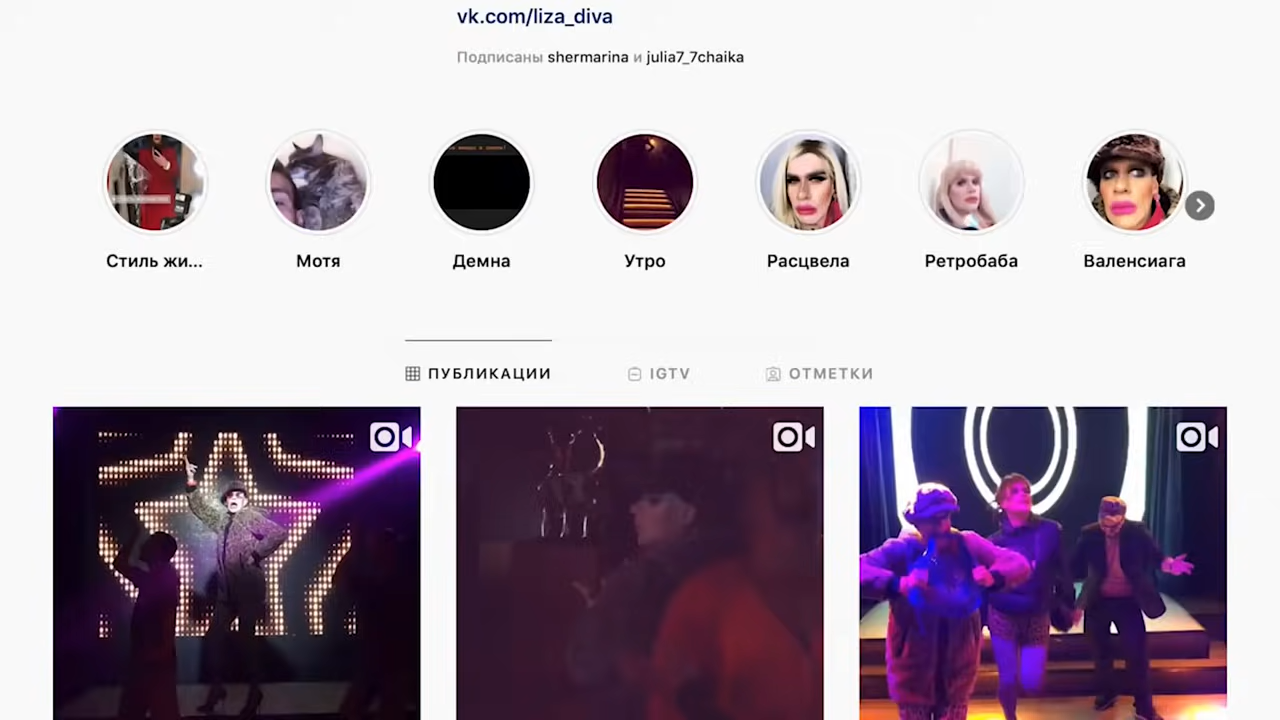 vk.com/liza_diva
Подписаны shermarina и julia7_7chaika
Стиль жи...
Мотя
Демна
Утро
Расцвела
Ретробаба
Валенсиага
ПУБЛИКАЦИИ
IGTV
ОТМЕТКИ